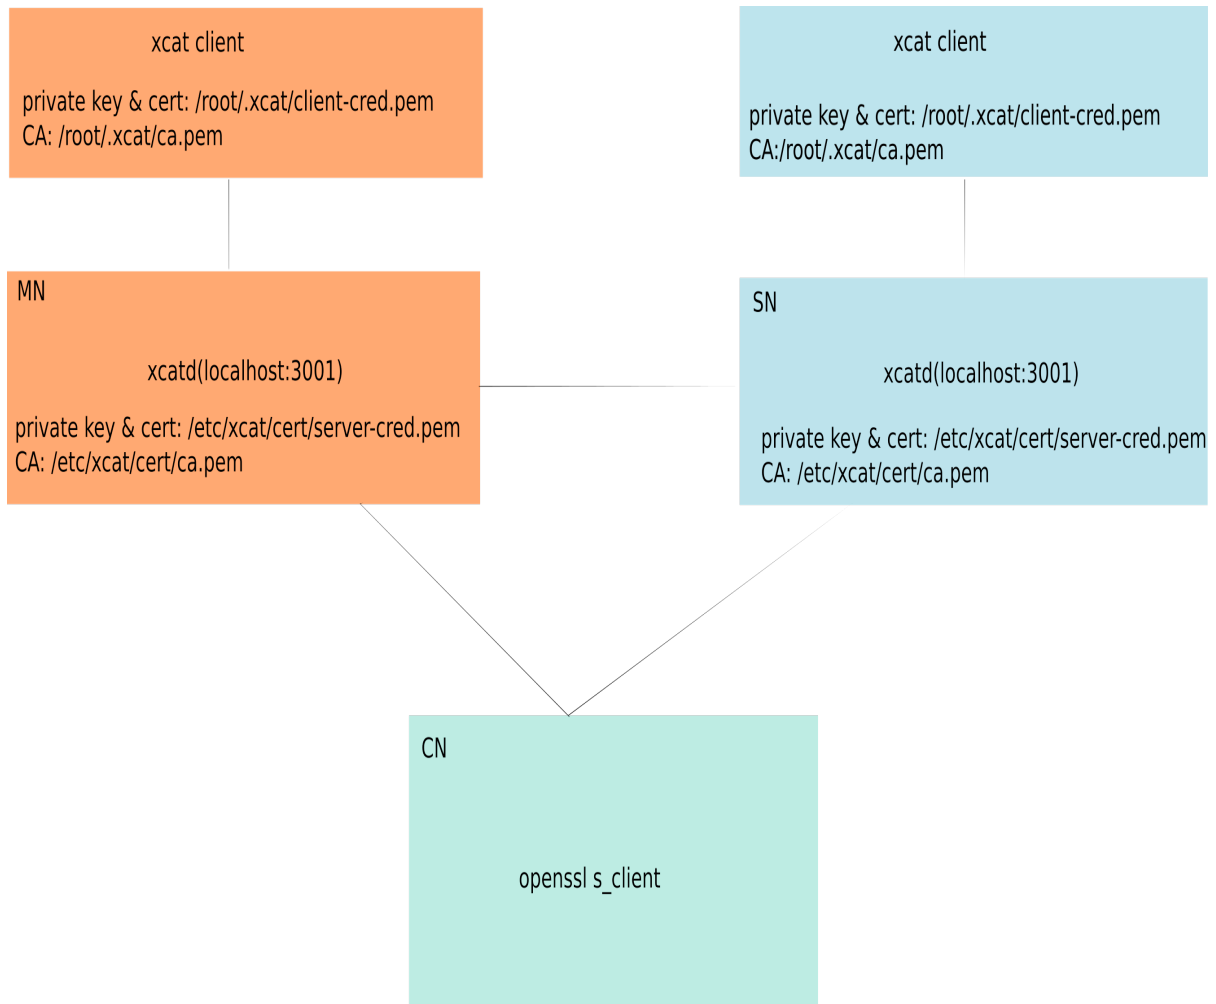 xcat client
private key & cert: /root/.xcat/client-cred.pem
CA: /root/.xcat/ca.pem
xcat client
private key & cert: /root/.xcat/client-cred.pem
CA:/root/.xcat/ca.pem
MN
xcatd(localhost:3001)
private key & cert: /etc/xcat/cert/server-cred.pem
CA: /etc/xcat/cert/ca.pem
SN
xcatd(localhost:3001)
private key & cert: /etc/xcat/cert/server-cred.pem
CA: /etc/xcat/cert/ca.pem
CN
openssl s_client